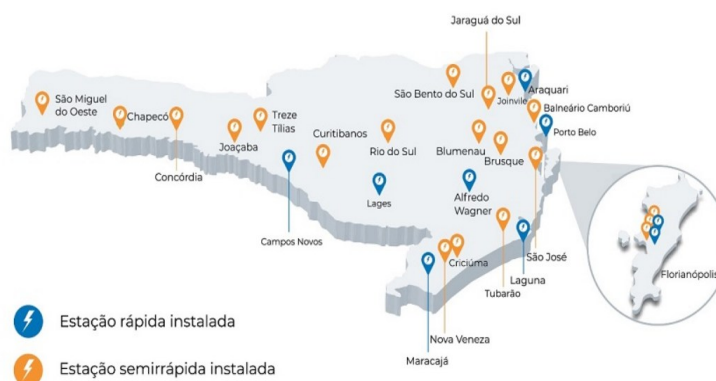 Jaraguá do Sul
São Bento do Sul
Joinvile
Araquari
São Miguel
do Oeste
Chapecó
Treze
Tílias
Balneário Camboriú
Porto Belo
Joaçaba
Curitibanos
Rio do Sul
Blumenau
Brusque
Concórdia
Lages
Alfredo
Wagner
Campos Novos
São José
Criciúma
Laguna
Tubarão
Florianópolis
Nova Veneza
Maracajá
Estação rápida instalada
Estação semirrápida instalada